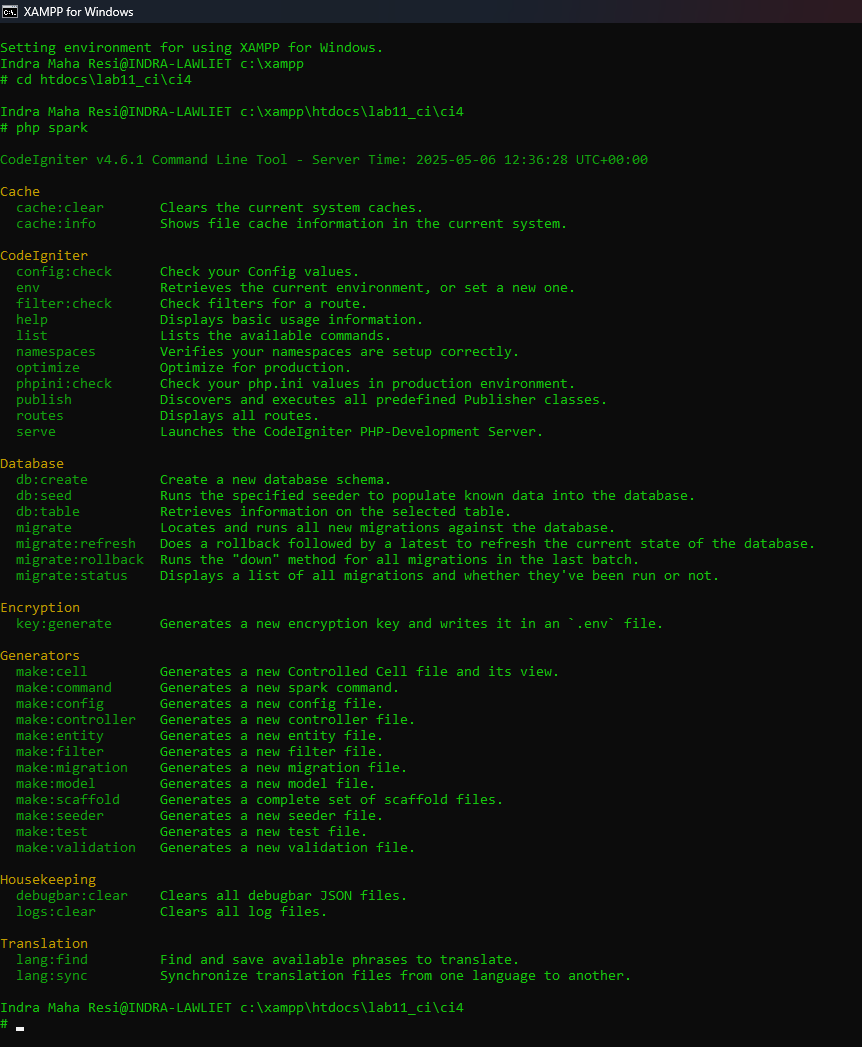 XAMPP for Windows
Setting environment for using XAMPP for Windows.
Indra Maha Resi@INDRA-LAWLIET c:\xampp
# cd htdocs\lab11_ci\ci4
Indra Maha Resi@INDRA-LAWLIET c:\xampp\htdocs\lab11_ci\ci4
# php spark
CodeIgniter v4.6.1 Command Line Tool - Server Time: 2025-05-06 12:36:28 UTC+00:00
Cache
cache:clear Clears the current system caches.
cache:info Shows file cache information in the current system.
CodeIgniter
config:check Check your Config values.
env Retrieves the current environment, or set a new one.
filter:check Check filters for a route.
help Displays basic usage information.
list Lists the available commands.
namespaces Verifies your namespaces are setup correctly.
optimize Optimize for production.
phpini:check Check your php.ini values in production environment.
publish Discovers and executes all predefined Publisher classes.
routes Displays all routes.
serve Launches the CodeIgniter PHP-Development Server.
Database
db:create Create a new database schema.
db:seed Runs the specified seeder to populate known data into the database.
db:table Retrieves information on the selected table.
migrate Locates and runs all new migrations against the database.
migrate:refresh Does a rollback followed by a latest to refresh the current state of the database.
migrate:rollback Runs the "down" method for all migrations in the last batch.
migrate:status Displays a list of all migrations and whether they've been run or not.
Encryption
key:generate Generates a new encryption key and writes it in an `.env` file.
Generators
make:cell Generates a new Controlled Cell file and its view.
make:command Generates a new spark command.
make:config Generates a new config file.
make:controller Generates a new controller file.
make:entity Generates a new entity file.
make:filter Generates a new filter file.
make:migration Generates a new migration file.
make:model Generates a new model file.
make:scaffold Generates a complete set of scaffold files.
make:seeder Generates a new seeder file.
make:test Generates a new test file.
make:validation Generates a new validation file.
Housekeeping
debugbar:clear Clears all debugbar JSON files.
logs:clear Clears all log files.
Translation
lang:find Find and save available phrases to translate.
lang:sync Synchronize translation files from one language to another.
Indra Maha Resi@INDRA-LAWLIET c:\xampp\htdocs\lab11_ci\ci4
#